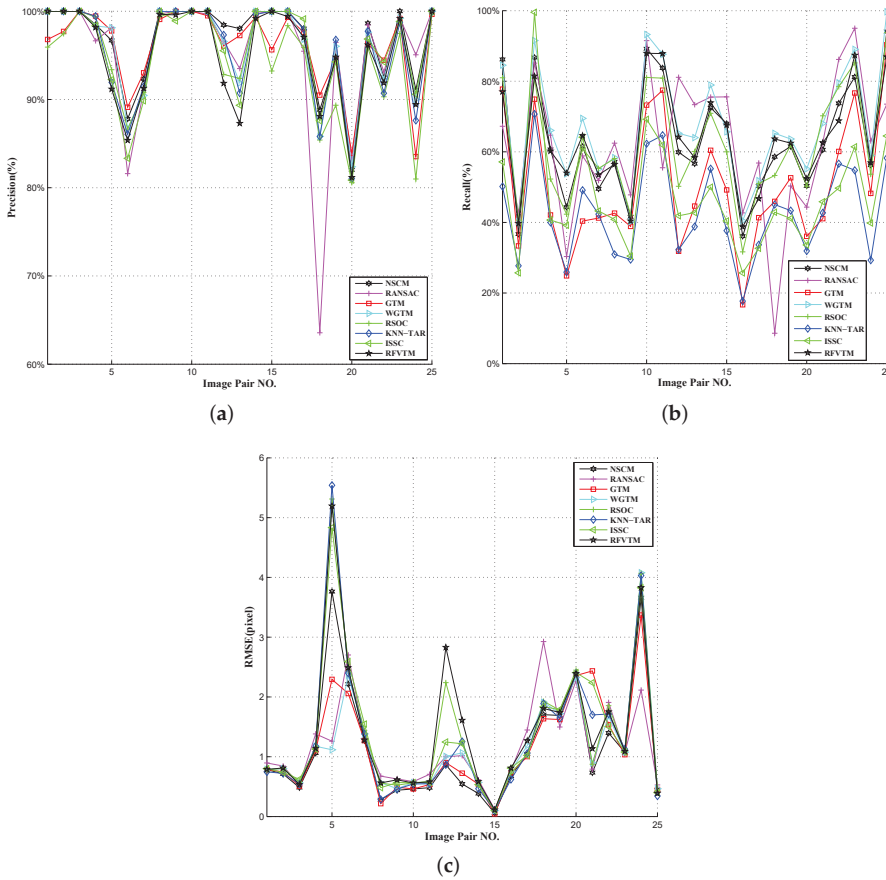 100%
90%
80%
70%
60%
Precision(%)
5
10
15
20
25
Image Pair NO.
NSCM
RANSAC
GTM
WGTM
RSOC
KNN−TAR
ISSC
RFVTM
(a)
100%
80%
60%
40%
20%
0%
Recall(%)
5
10
15
20
Image Pair NO.
NSCM
RANSAC
GTM
WGTM
RSOC
KNN−TAR
ISSC
RFVTM
(b)
6
5
4
3
2
1
0
RMSE(pixel)
5
10
15
20
25
Image Pair NO.
NSCM
RANSAC
GTM
WGTM
RSOC
KNN−TAR
ISSC
RFVTM
(c)